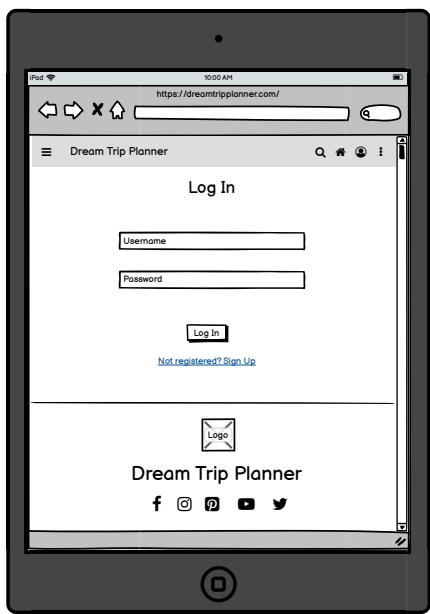 iPad 10:00 AM
https://dreamtripplanner.com/
Dream Trip Planner
Log In
Username
Password
Log In
Not registered? Sign Up
Logo
Dream Trip Planner